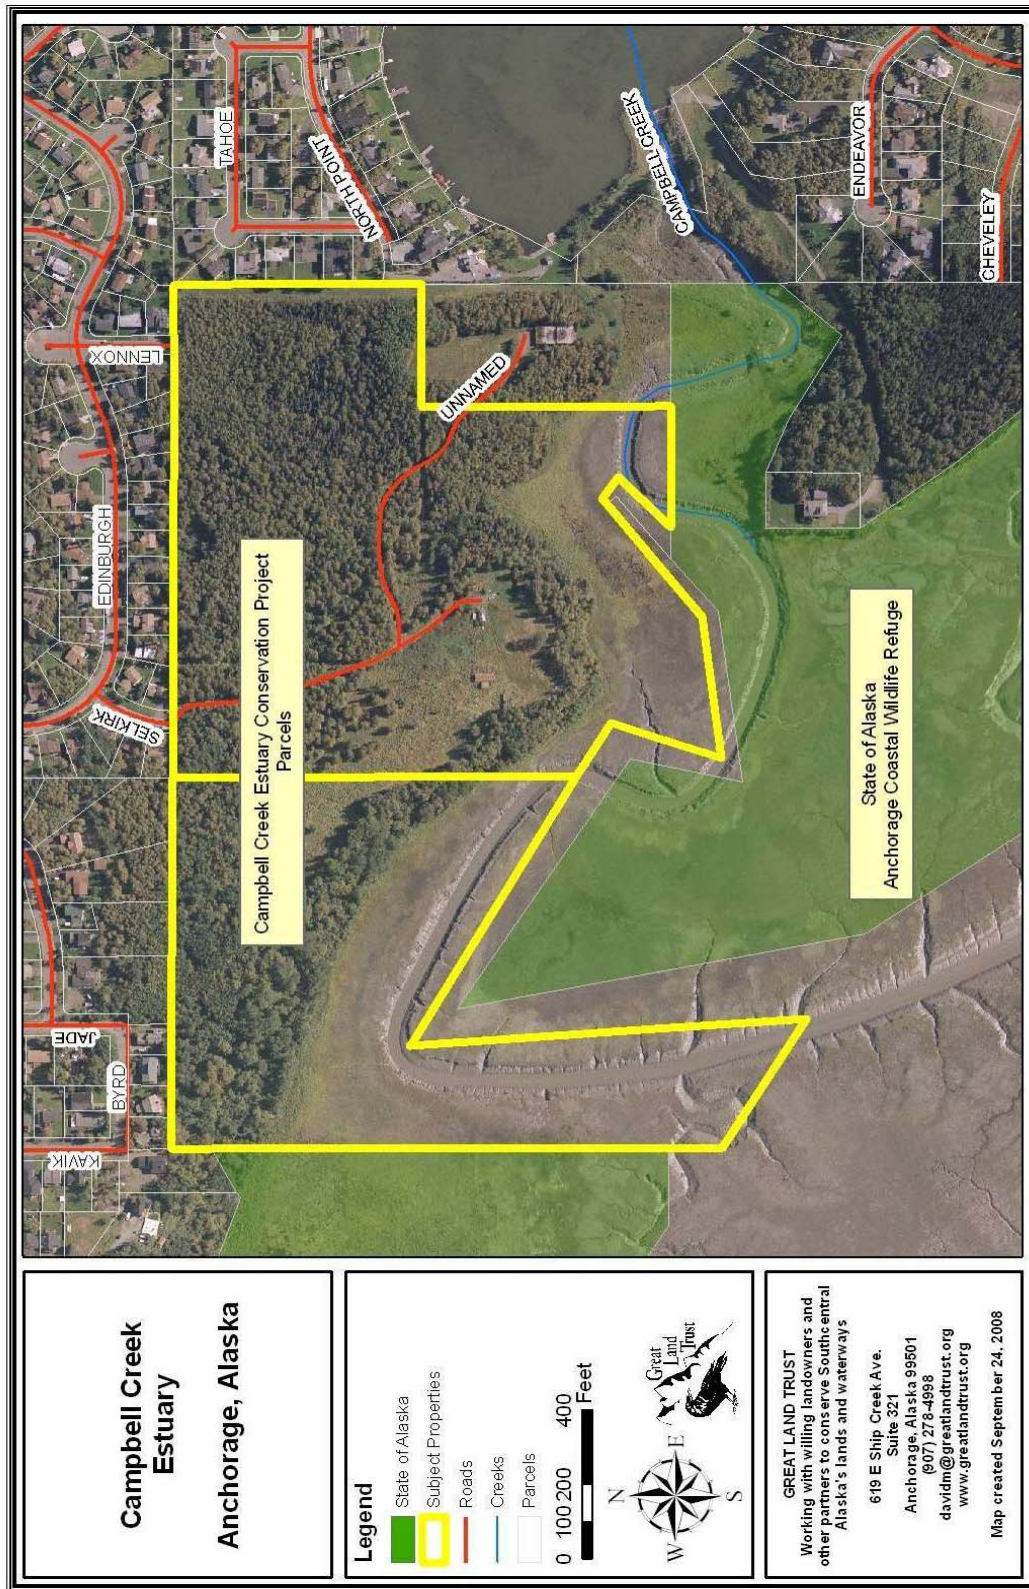 Campbell Creek
Estuary
Anchorage, Alaska
Legend
State of Alaska
Subject Properties
Roads
Creeks
Parcels
0 100 200 400
Feet
N
W
E
S
Great
Land
Trust
GREAT LAND TRUST
Working with willing landowners and
other partners to conserve Southcentral
Alaska's lands and waterways
619 E Ship Creek Ave.
Suite 321
Anchorage, Alaska 99501
(907) 278-4998
davidm@greatlandtrust.org
www.greatlandtrust.org
Map created September 24, 2008
KAVIK
JADE
BYRD
SELKIRK
EDINBURGH
LENNOX
TAHOE
NORTH POINT
Campbell Creek Estuary Conservation Project
Parcels
UNNAMED
CAMPBELL CREEK
ENDEAVOR
CHEVELEY
State of Alaska
Anchorage Coastal Wildlife Refuge